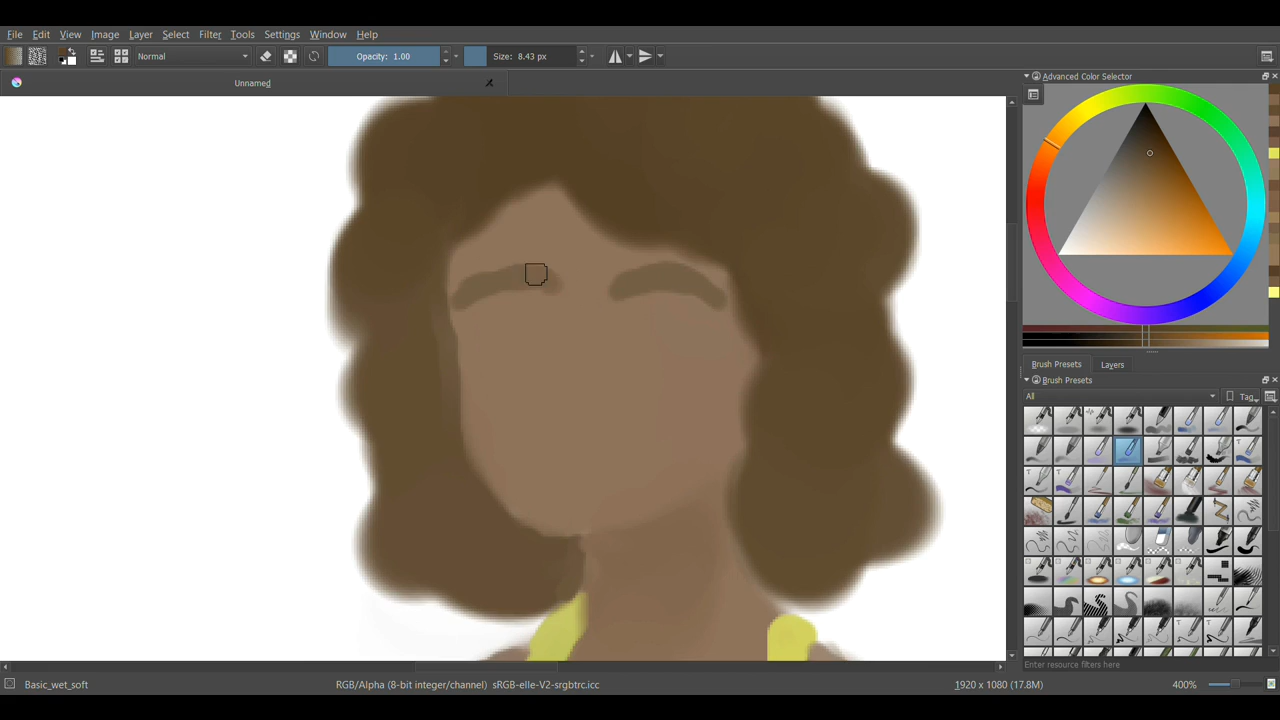 File Edit View Image Layer Select Filter Tools Settings Window Help
Normal Opacity: 1.00 Size: 8.43 px
Unnamed
Advanced Color Selector
Brush Presets Layers
Brush Presets
All Tag
Enter resource filters here
Basic_wet_soft RGB/Alpha (8-bit integer/channel) sRGB-elle-V2-srgbtrc.icc 1920 x 1080 (17.8M) 400%